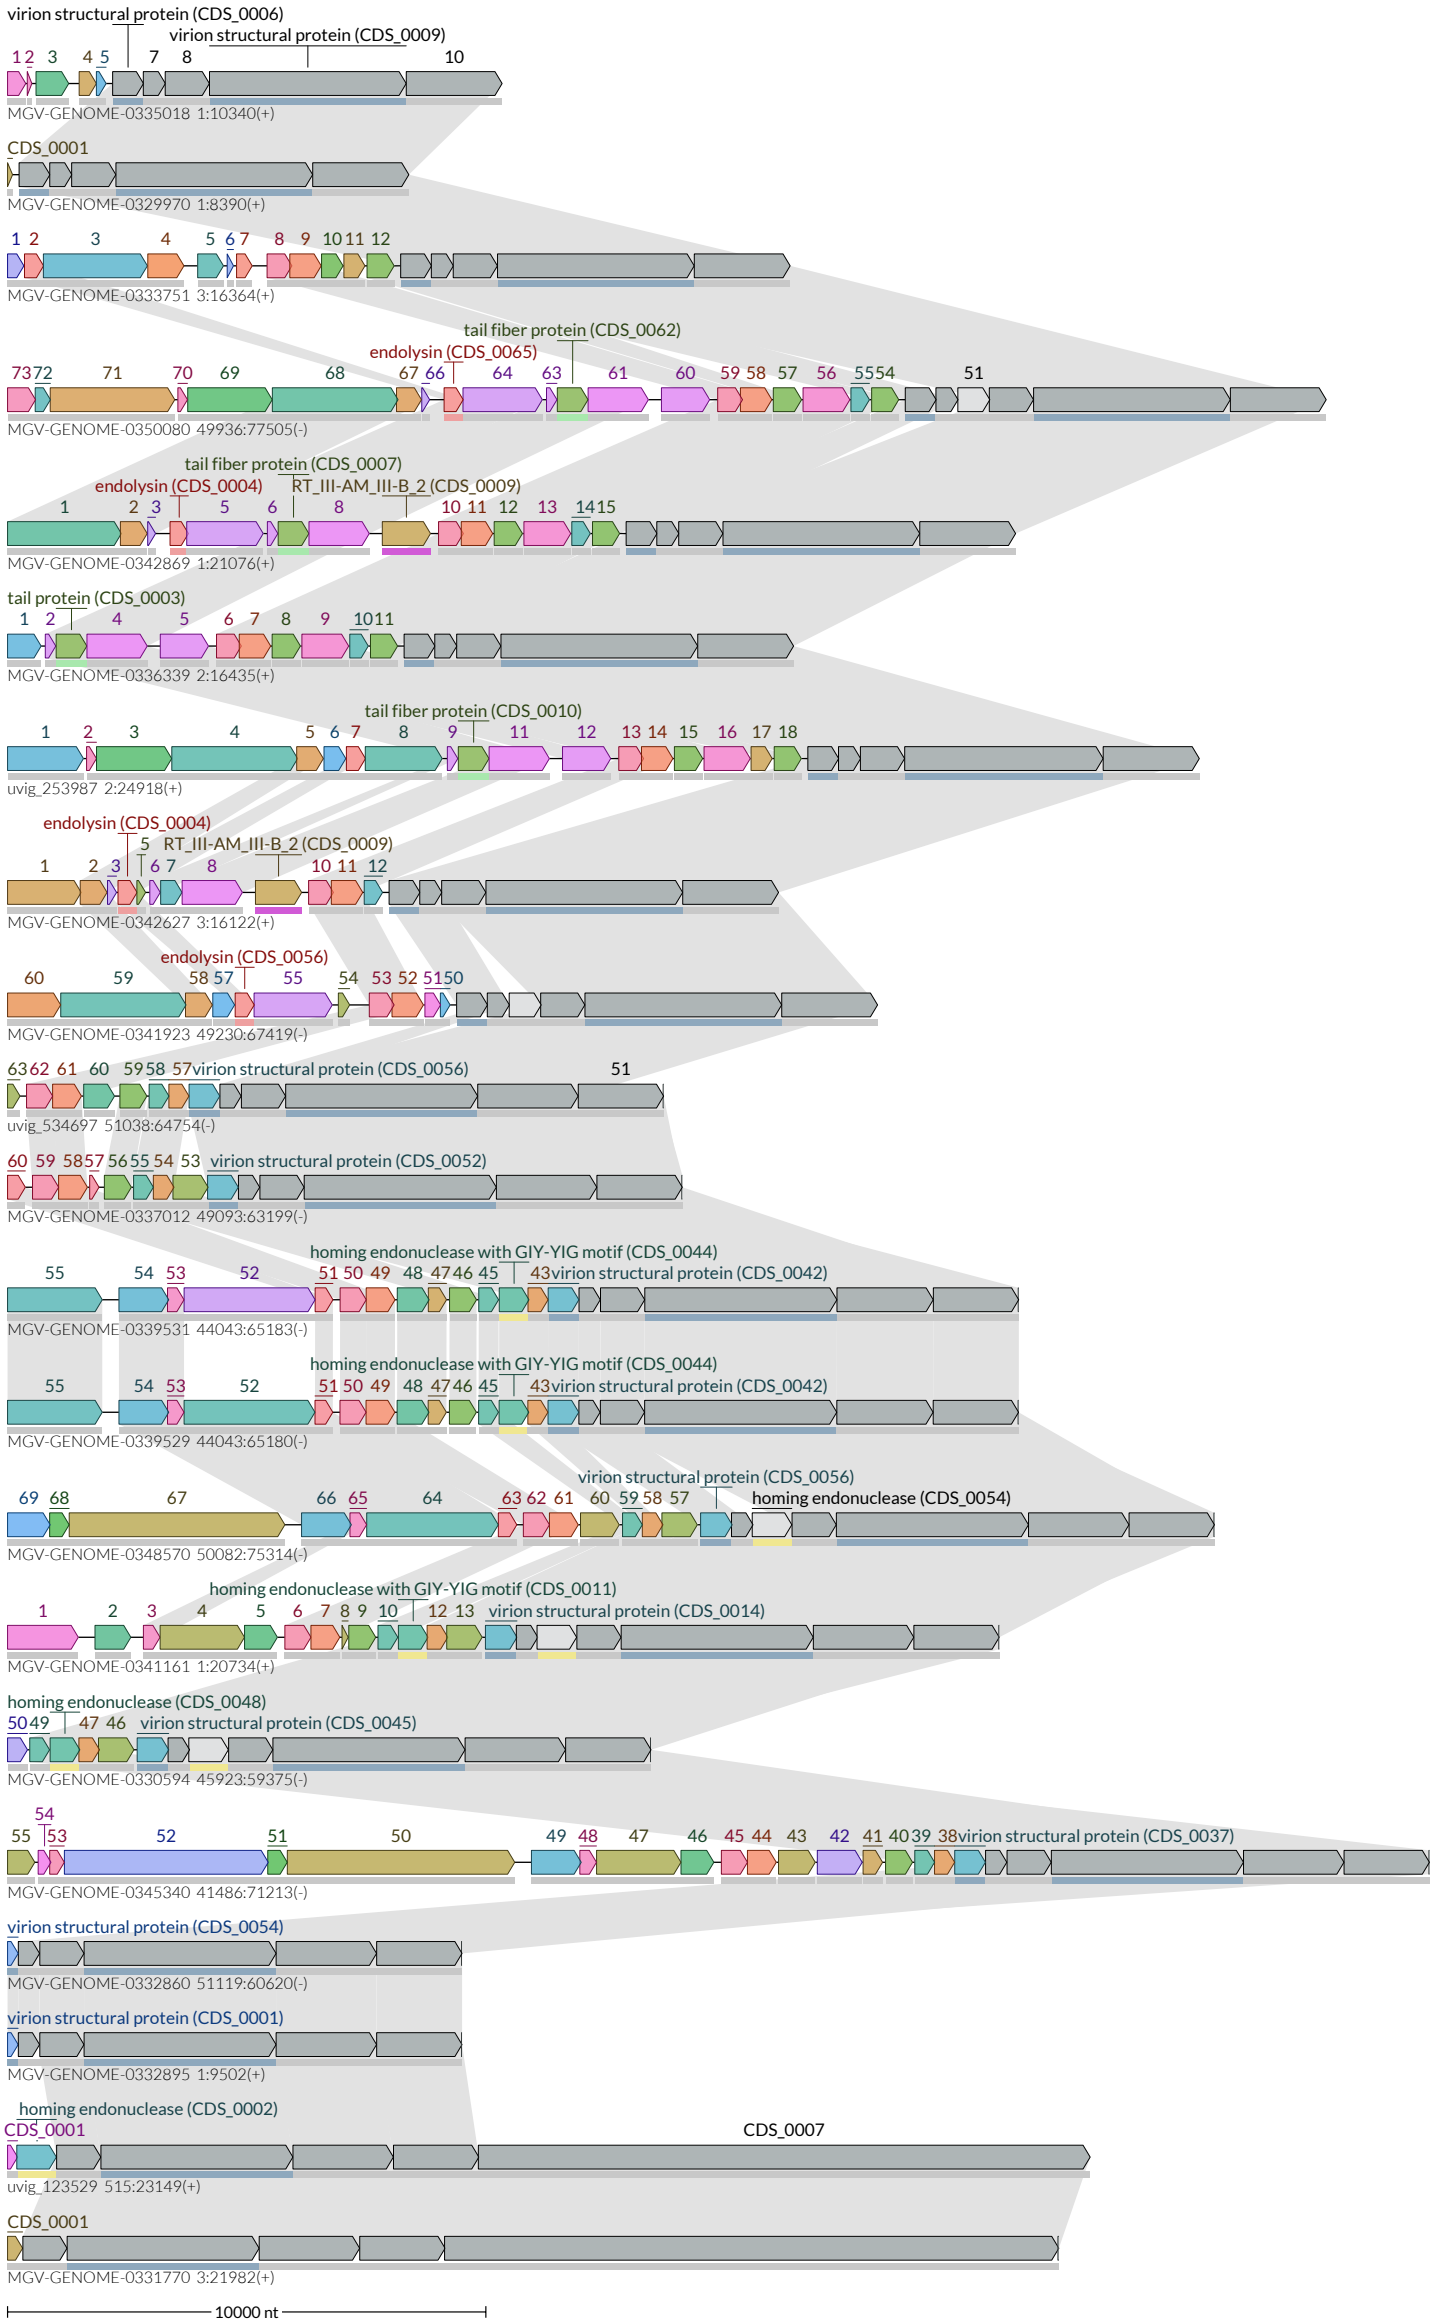 virion structural protein (CDS_0006)
virion structural protein (CDS_0009)
1 2 3 4 5 7 8 10
MGV-GENOME-0335018 1:10340(+)
CDS_0001
MGV-GENOME-0329970 1:8390(+)
1 2 3 4 5 6 7 8 9 10 11 12
MGV-GENOME-0333751 3:16364(+)
tail fiber protein (CDS_0062)
endolysin (CDS_0065)
73 72 71 70 69 68 67 66 64 63 61 60 59 58 57 56 55 54 51
MGV-GENOME-0350080 49936:77505(-)
tail fiber protein (CDS_0007)
endolysin (CDS_0004) RT_III-AM_III-B_2 (CDS_0009)
1 2 3 5 6 8 10 11 12 13 14 15
MGV-GENOME-0342869 1:21076(+)
tail protein (CDS_0003)
1 2 4 5 6 7 8 9 10 11
MGV-GENOME-0336339 2:16435(+)
tail fiber protein (CDS_0010)
1 2 3 4 5 6 7 8 9 11 12 13 14 15 16 17 18
uvig_253987 2:24918(+)
endolysin (CDS_0004)
5 RT_III-AM_III-B_2 (CDS_0009)
1 2 3 6 7 8 10 11 12
MGV-GENOME-0342627 3:16122(+)
endolysin (CDS_0056)
60 59 58 57 55 54 53 52 51 50
MGV-GENOME-0341923 49230:67419(-)
63 62 61 60 59 58 57 virion structural protein (CDS_0056) 51
uvig_534697 51038:64754(-)
60 59 58 57 56 55 54 53 virion structural protein (CDS_0052)
MGV-GENOME-0337012 49093:63199(-)
homing endonuclease with GIY-YIG motif (CDS_0044)
55 54 53 52 51 50 49 48 47 46 45 43 virion structural protein (CDS_0042)
MGV-GENOME-0339531 44043:65183(-)
homing endonuclease with GIY-YIG motif (CDS_0044)
55 54 53 52 51 50 49 48 47 46 45 43 virion structural protein (CDS_0042)
MGV-GENOME-0339529 44043:65180(-)
virion structural protein (CDS_0056)
69 68 67 66 65 64 63 62 61 60 59 58 57 homing endonuclease (CDS_0054)
MGV-GENOME-0348570 50082:75314(-)
homing endonuclease with GIY-YIG motif (CDS_0011)
1 2 3 4 5 6 7 8 9 10 12 13 virion structural protein (CDS_0014)
MGV-GENOME-0341161 1:20734(+)
homing endonuclease (CDS_0048)
50 49 47 46 virion structural protein (CDS_0045)
MGV-GENOME-0330594 45923:59375(-)
54
55 53 52 51 50 49 48 47 46 45 44 43 42 41 40 39 38 virion structural protein (CDS_0037)
MGV-GENOME-0345340 41486:71213(-)
virion structural protein (CDS_0054)
MGV-GENOME-0332860 51119:60620(-)
virion structural protein (CDS_0001)
MGV-GENOME-0332895 1:9502(+)
homing endonuclease (CDS_0002)
CDS_0001 CDS_0007
uvig_123529 515:23149(+)
CDS_0001
MGV-GENOME-0331770 3:21982(+)
10000 nt